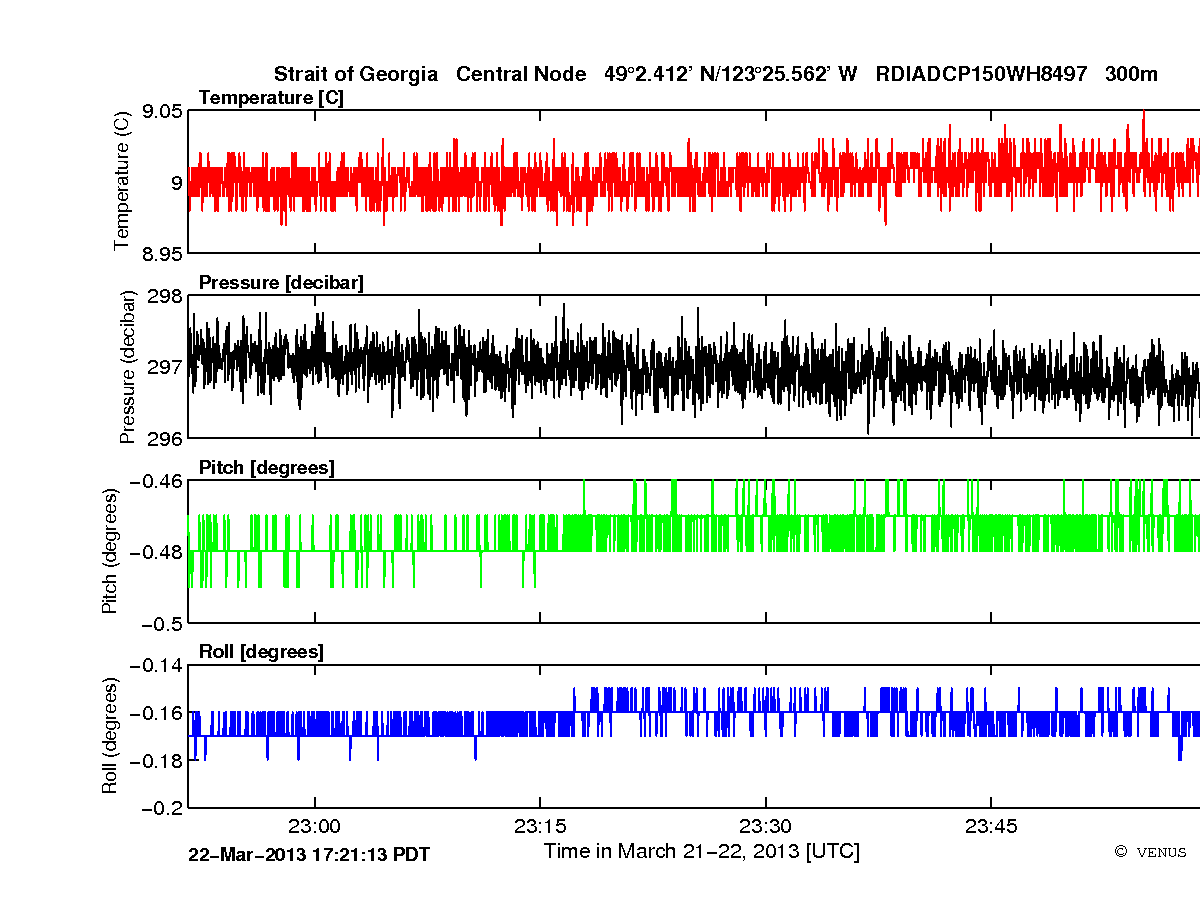 Strait of Georgia Central Node 49°2.412' N/123°25.562' W RDIADCP150WH8497 300m
Temperature [C]
9.05
9
8.95
Temperature (C)
Pressure [decibar]
298
297
296
Pressure (decibar)
Pitch [degrees]
−0.46
−0.48
−0.5
Pitch (degrees)
Roll [degrees]
−0.14
−0.16
−0.18
−0.2
Roll (degrees)
23:00 23:15 23:30 23:45
22−Mar−2013 17:21:13 PDT Time in March 21−22, 2013 [UTC] © VENUS